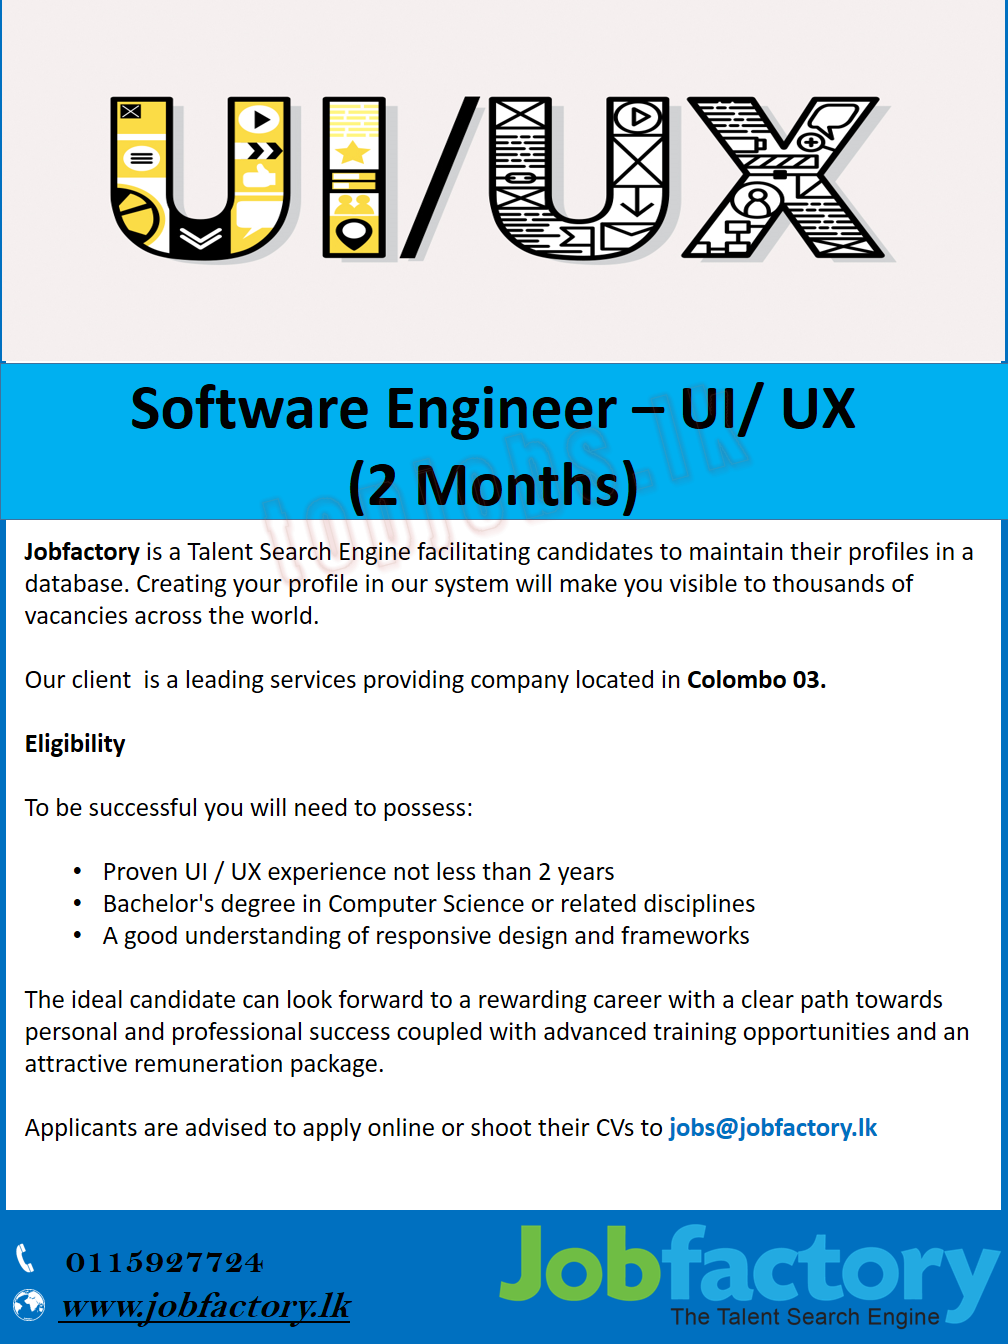 UI/UX
Software Engineer – UI/ UX
(2 Months)
topjobs.lk
Jobfactory is a Talent Search Engine facilitating candidates to maintain their profiles in a
database. Creating your profile in our system will make you visible to thousands of
vacancies across the world.
Our client  is a leading services providing company located in Colombo 03.
Eligibility
To be successful you will need to possess:
• Proven UI / UX experience not less than 2 years
• Bachelor's degree in Computer Science or related disciplines
• A good understanding of responsive design and frameworks
The ideal candidate can look forward to a rewarding career with a clear path towards
personal and professional success coupled with advanced training opportunities and an
attractive remuneration package.
Applicants are advised to apply online or shoot their CVs to jobs@jobfactory.lk
0115927724
www.jobfactory.lk
Jobfactory
The Talent Search Engine